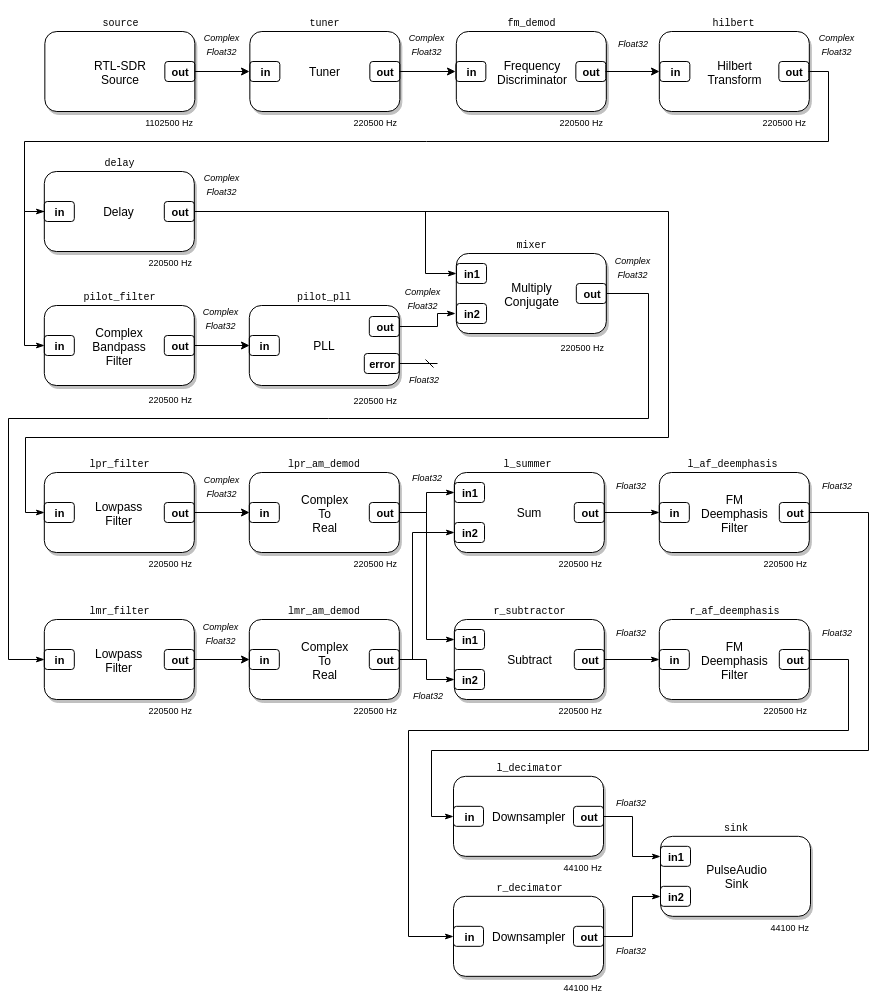 source
tuner
fm_demod
hilbert
Complex
Float32
Complex
Float32
Float32
Complex
Float32
RTL-SDR
Source
out
in
Tuner
out
in
Frequency
Discriminator
out
in
Hilbert
Transform
out
1102500 Hz
220500 Hz
220500 Hz
220500 Hz
delay
Complex
Float32
in
Delay
out
220500 Hz
mixer
in1
in2
Multiply
Conjugate
out
Complex
Float32
220500 Hz
pilot_filter
Complex
Float32
in
Complex
Bandpass
Filter
out
220500 Hz
pilot_pll
in
PLL
out
error
Complex
Float32
Float32
220500 Hz
lpr_filter
lpr_am_demod
l_summer
l_af_deemphasis
Complex
Float32
Float32
Float32
Float32
in
Lowpass
Filter
out
in
Complex
To
Real
out
in1
in2
Sum
out
in
FM
Deemphasis
Filter
out
220500 Hz
220500 Hz
220500 Hz
220500 Hz
lmr_filter
lmr_am_demod
r_subtractor
r_af_deemphasis
Complex
Float32
Float32
Float32
in
Lowpass
Filter
out
in
Complex
To
Real
out
in1
in2
Subtract
out
in
FM
Deemphasis
Filter
out
Float32
220500 Hz
220500 Hz
220500 Hz
220500 Hz
l_decimator
in
Downsampler
out
Float32
44100 Hz
sink
in1
in2
PulseAudio
Sink
44100 Hz
r_decimator
in
Downsampler
out
Float32
44100 Hz